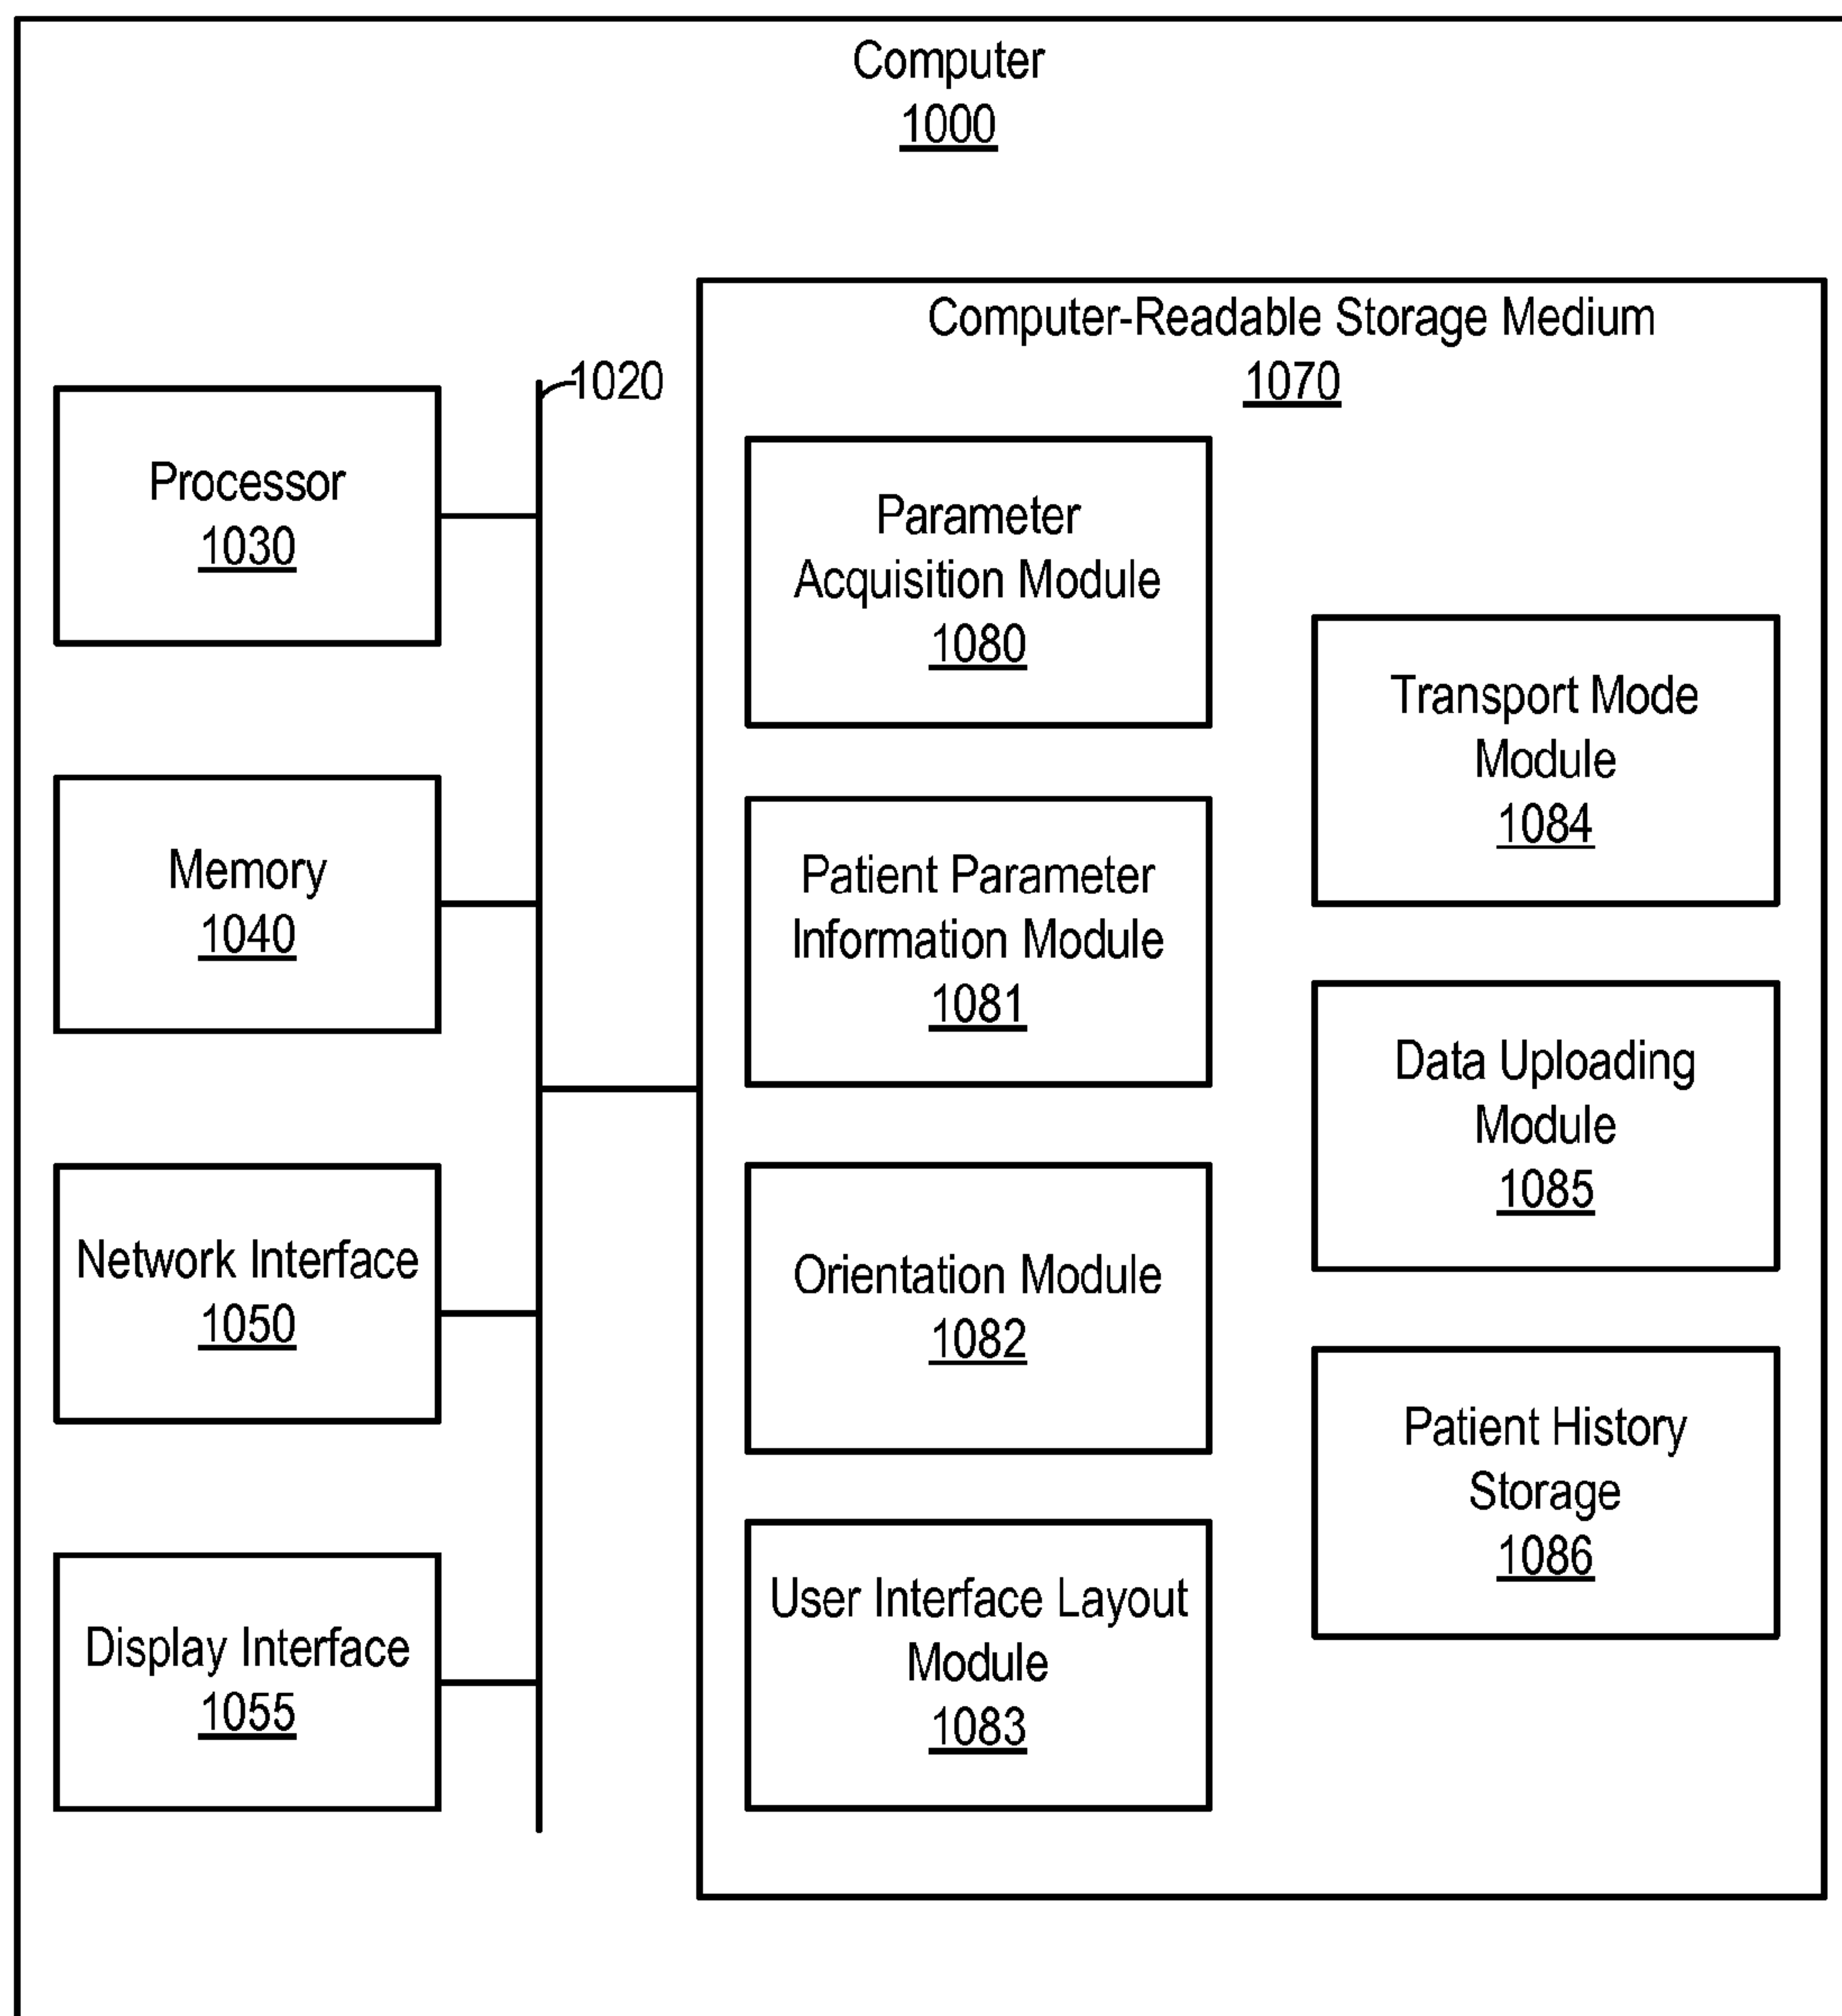 Computer
1000
Computer-Readable Storage Medium
1070
1020
Processor
1030
Memory
1040
Network Interface
1050
Display Interface
1055
Parameter
Acquisition Module
1080
Patient Parameter
Information Module
1081
Orientation Module
1082
User Interface Layout
Module
1083
Transport Mode
Module
1084
Data Uploading
Module
1085
Patient History
Storage
1086